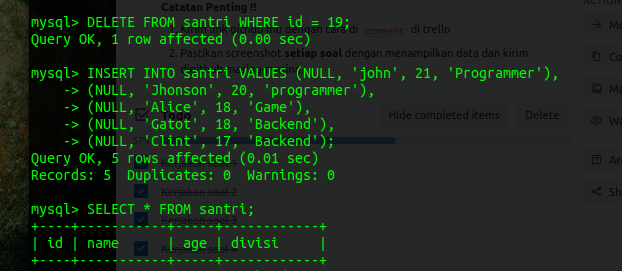 Catatan Penting !!
mysql> DELETE FROM santri WHERE id = 19;
Query OK, 1 row affected (0.00 sec)
comment di trello
2. Pastikan screenshot setiap soal dengan menampilkan data dan kirim
mysql> INSERT INTO santri VALUES (NULL, 'john', 21, 'Programmer'),
-> (NULL, 'Jhonson', 20, 'programmer'),
-> (NULL, 'Alice', 18, 'Game'),
-> (NULL, 'Gatot', 18, 'Backend'),
-> (NULL, 'Clint', 17, 'Backend');
Hide completed items Delete
Query OK, 5 rows affected (0.01 sec)
Records: 5 Duplicates: 0 Warnings: 0
Kerjakan soal 2
mysql> SELECT * FROM santri;
Kerjakan soal 3
+----+---------+-----+------------+
| id | name | age | divisi |
+----+---------+-----+------------+